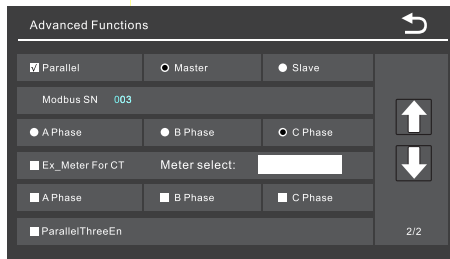 Advanced Functions
Parallel Master Slave
Modbus SN 003
A Phase B Phase C Phase
Ex_Meter For CT Meter select:
A Phase B Phase C Phase
ParallelThreeEn 2/2